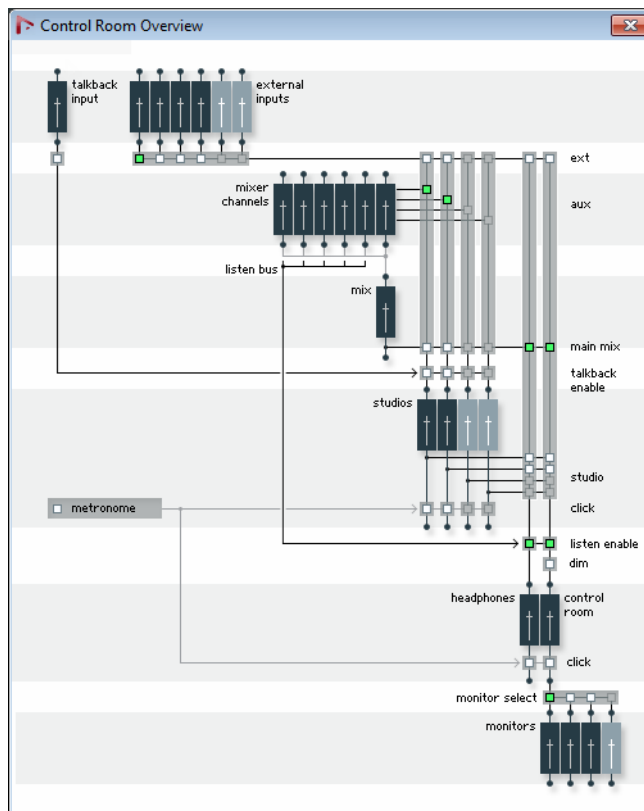 Control Room Overview
talkback
input
external
inputs
ext
mixer
channels
aux
listen bus
mix
main mix
talkback
enable
studios
studio
metronome
click
listen enable
dim
headphones
control
room
click
monitor select
monitors